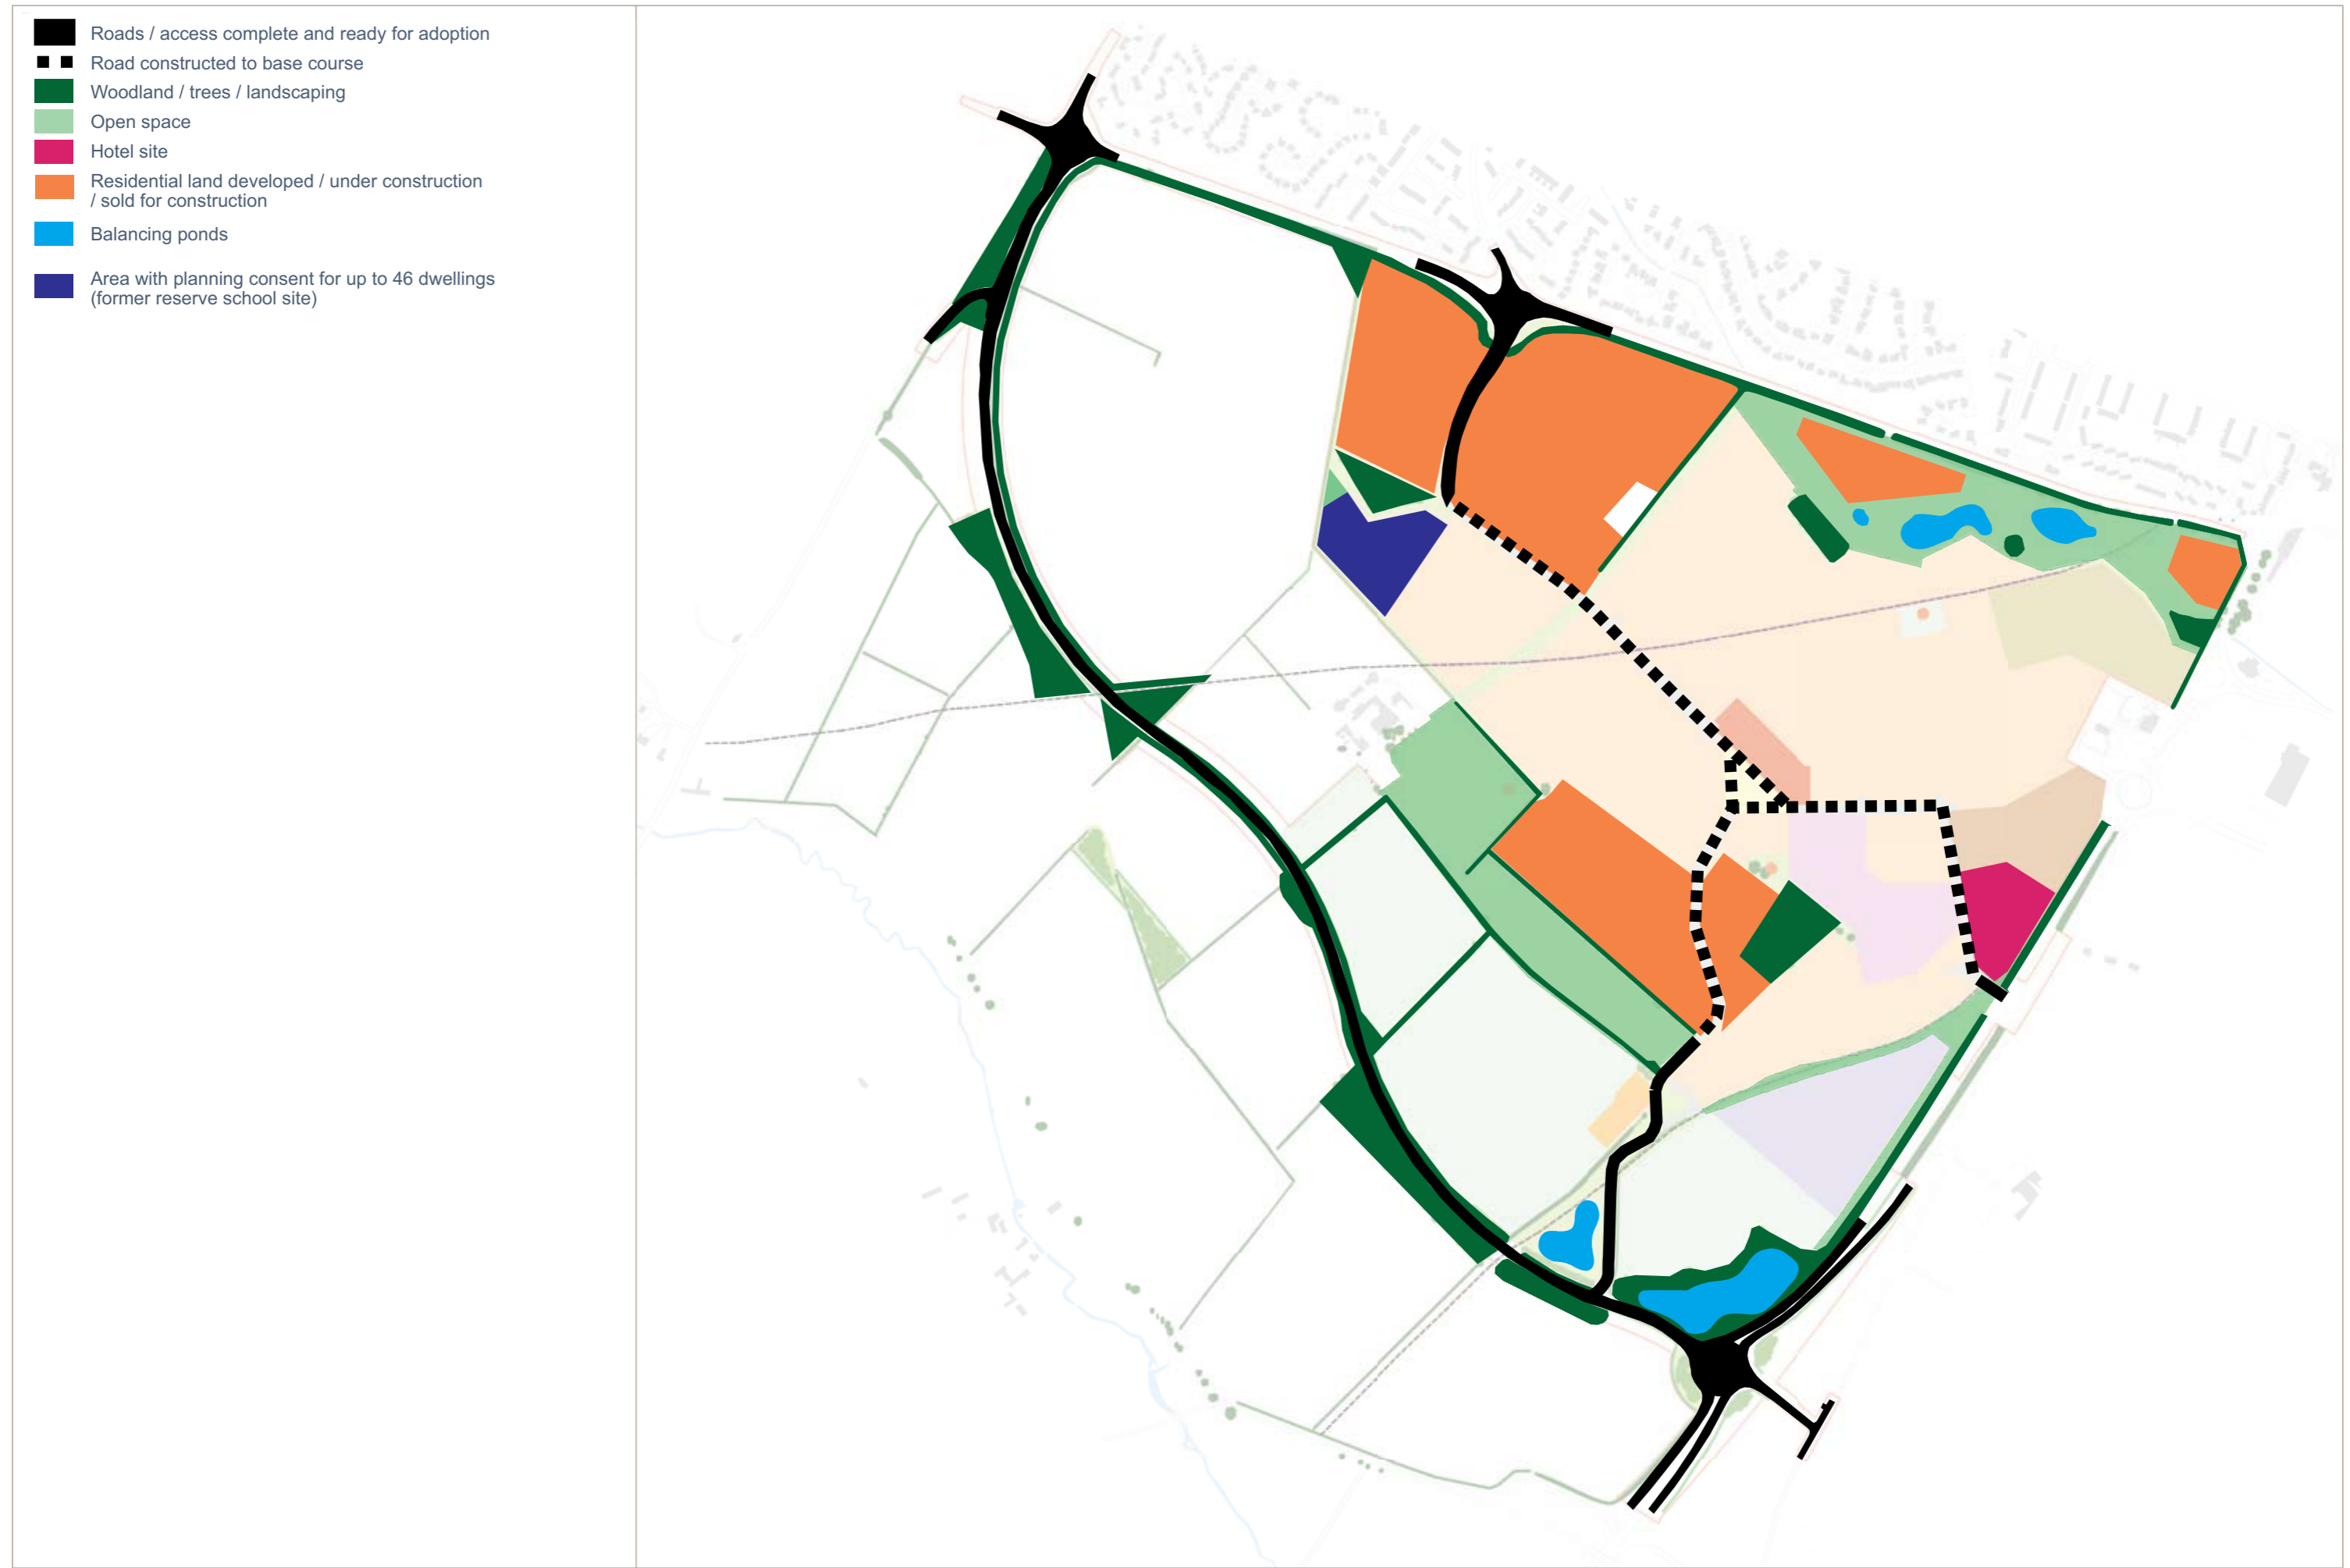 Roads / access complete and ready for adoption
Road constructed to base course
Woodland / trees / landscaping
Open space
Hotel site
Residential land developed / under construction
/ sold for construction
Balancing ponds
Area with planning consent for up to 46 dwellings
(former reserve school site)